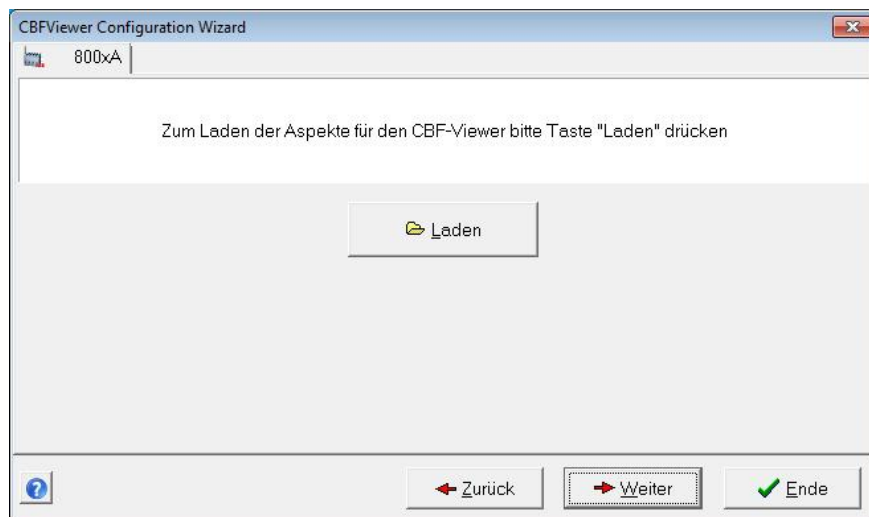 CBFViewer Configuration Wizard
800xA
Zum Laden der Aspekte für den CBF-Viewer bitte Taste "Laden" drücken
Laden
Zurück
Weiter
Ende